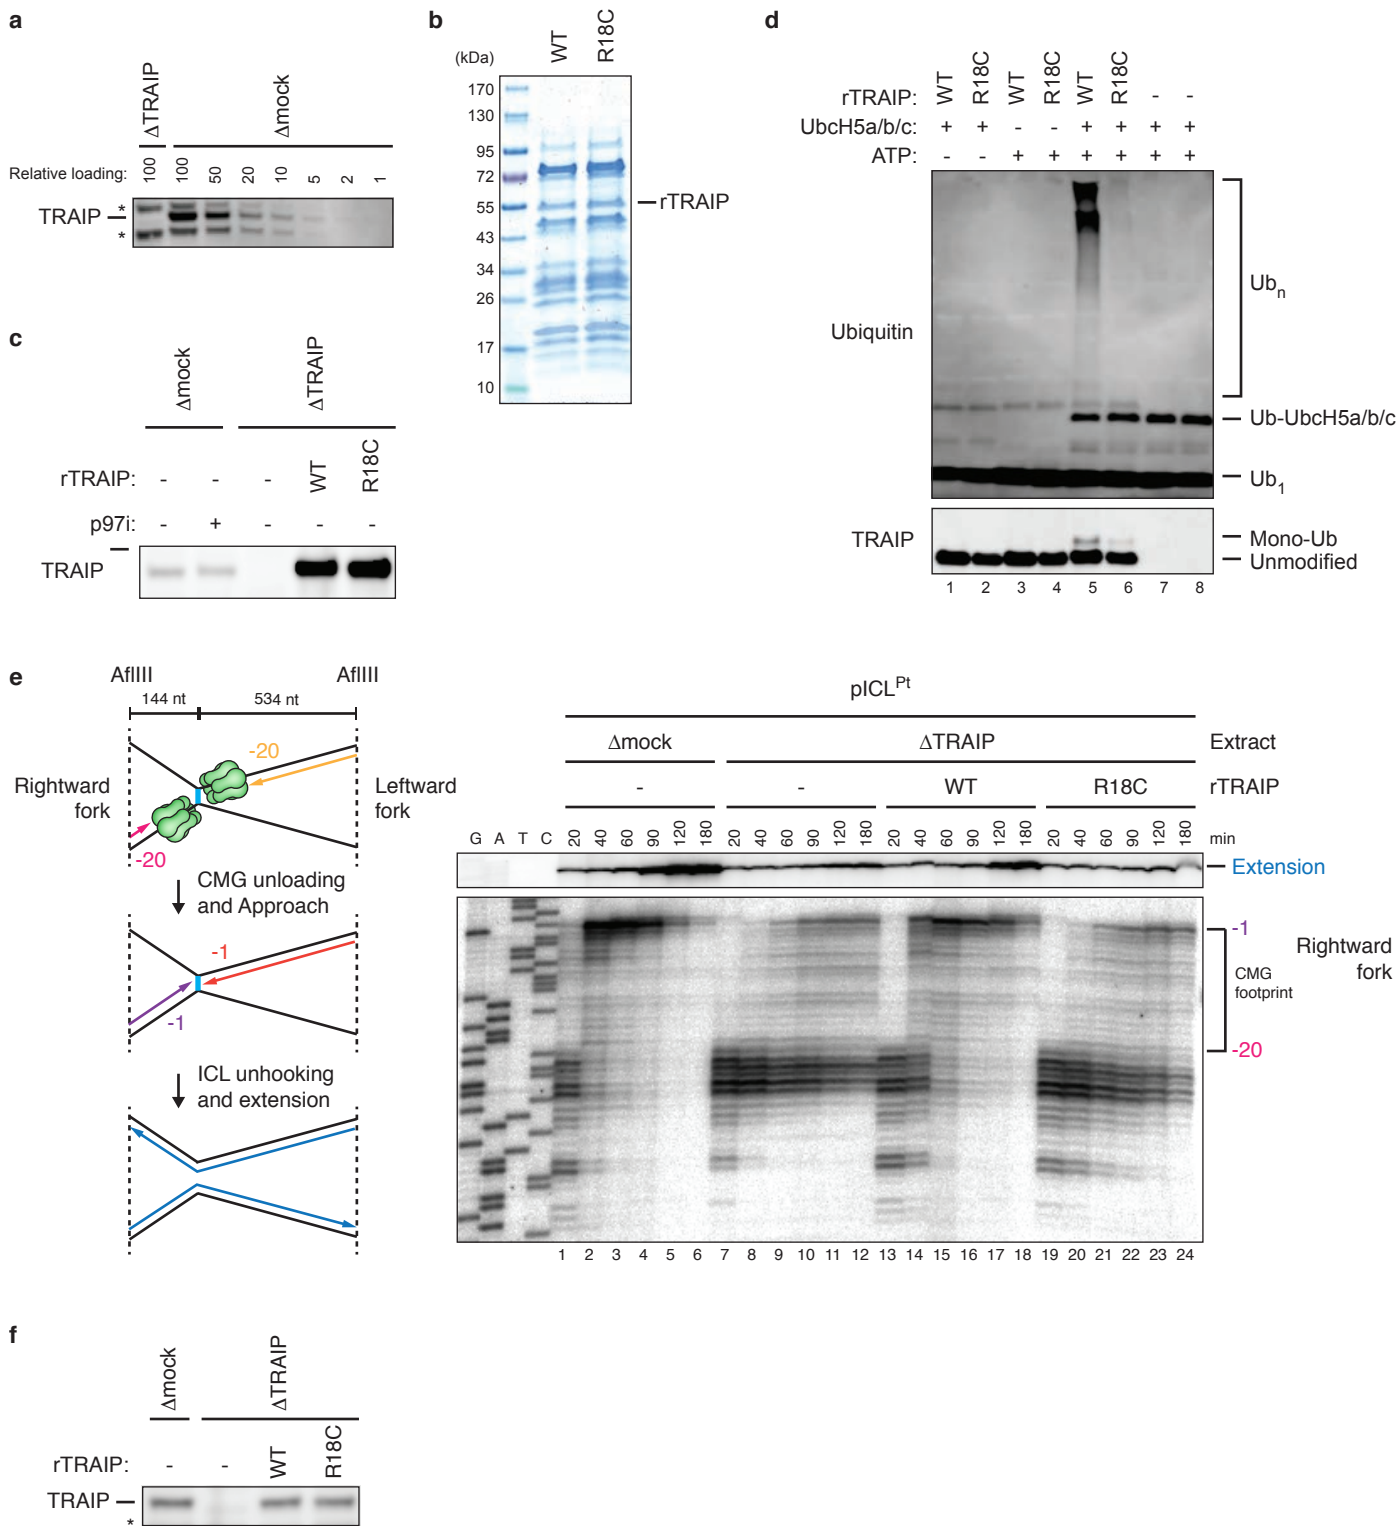 a
ΔTRAIP
Δmock
Relative loading: 100 100 50 20 10 5 2 1
TRAIP
*
*
b
(kDa) WT R18C
170
130
95
72
55
43
34
26
17
10
rTRAIP
c
Δmock ΔTRAIP
rTRAIP: - - - WT R18C
p97i: - + - - -
TRAIP
d
rTRAIP: WT R18C WT R18C WT R18C - -
UbcH5a/b/c: + + - - + + + +
ATP: - - + + + + + +
Ubiquitin
Ubn
Ub-UbcH5a/b/c
Ub1
TRAIP
Mono-Ub
Unmodified
1 2 3 4 5 6 7 8
e
AflIII AflIII
144 nt 534 nt
-20
Rightward fork
Leftward fork
-20
CMG unloading
and Approach
-1
-1
ICL unhooking
and extension
pICLPt
Δmock ΔTRAIP Extract
- - WT R18C rTRAIP
G A T C 20 40 60 90 120 180 20 40 60 90 120 180 20 40 60 90 120 180 20 40 60 90 120 180 min
Extension
-1
CMG
footprint
Rightward
fork
-20
1 2 3 4 5 6 7 8 9 10 11 12 13 14 15 16 17 18 19 20 21 22 23 24
f
Δmock ΔTRAIP
rTRAIP: - - WT R18C
TRAIP
*